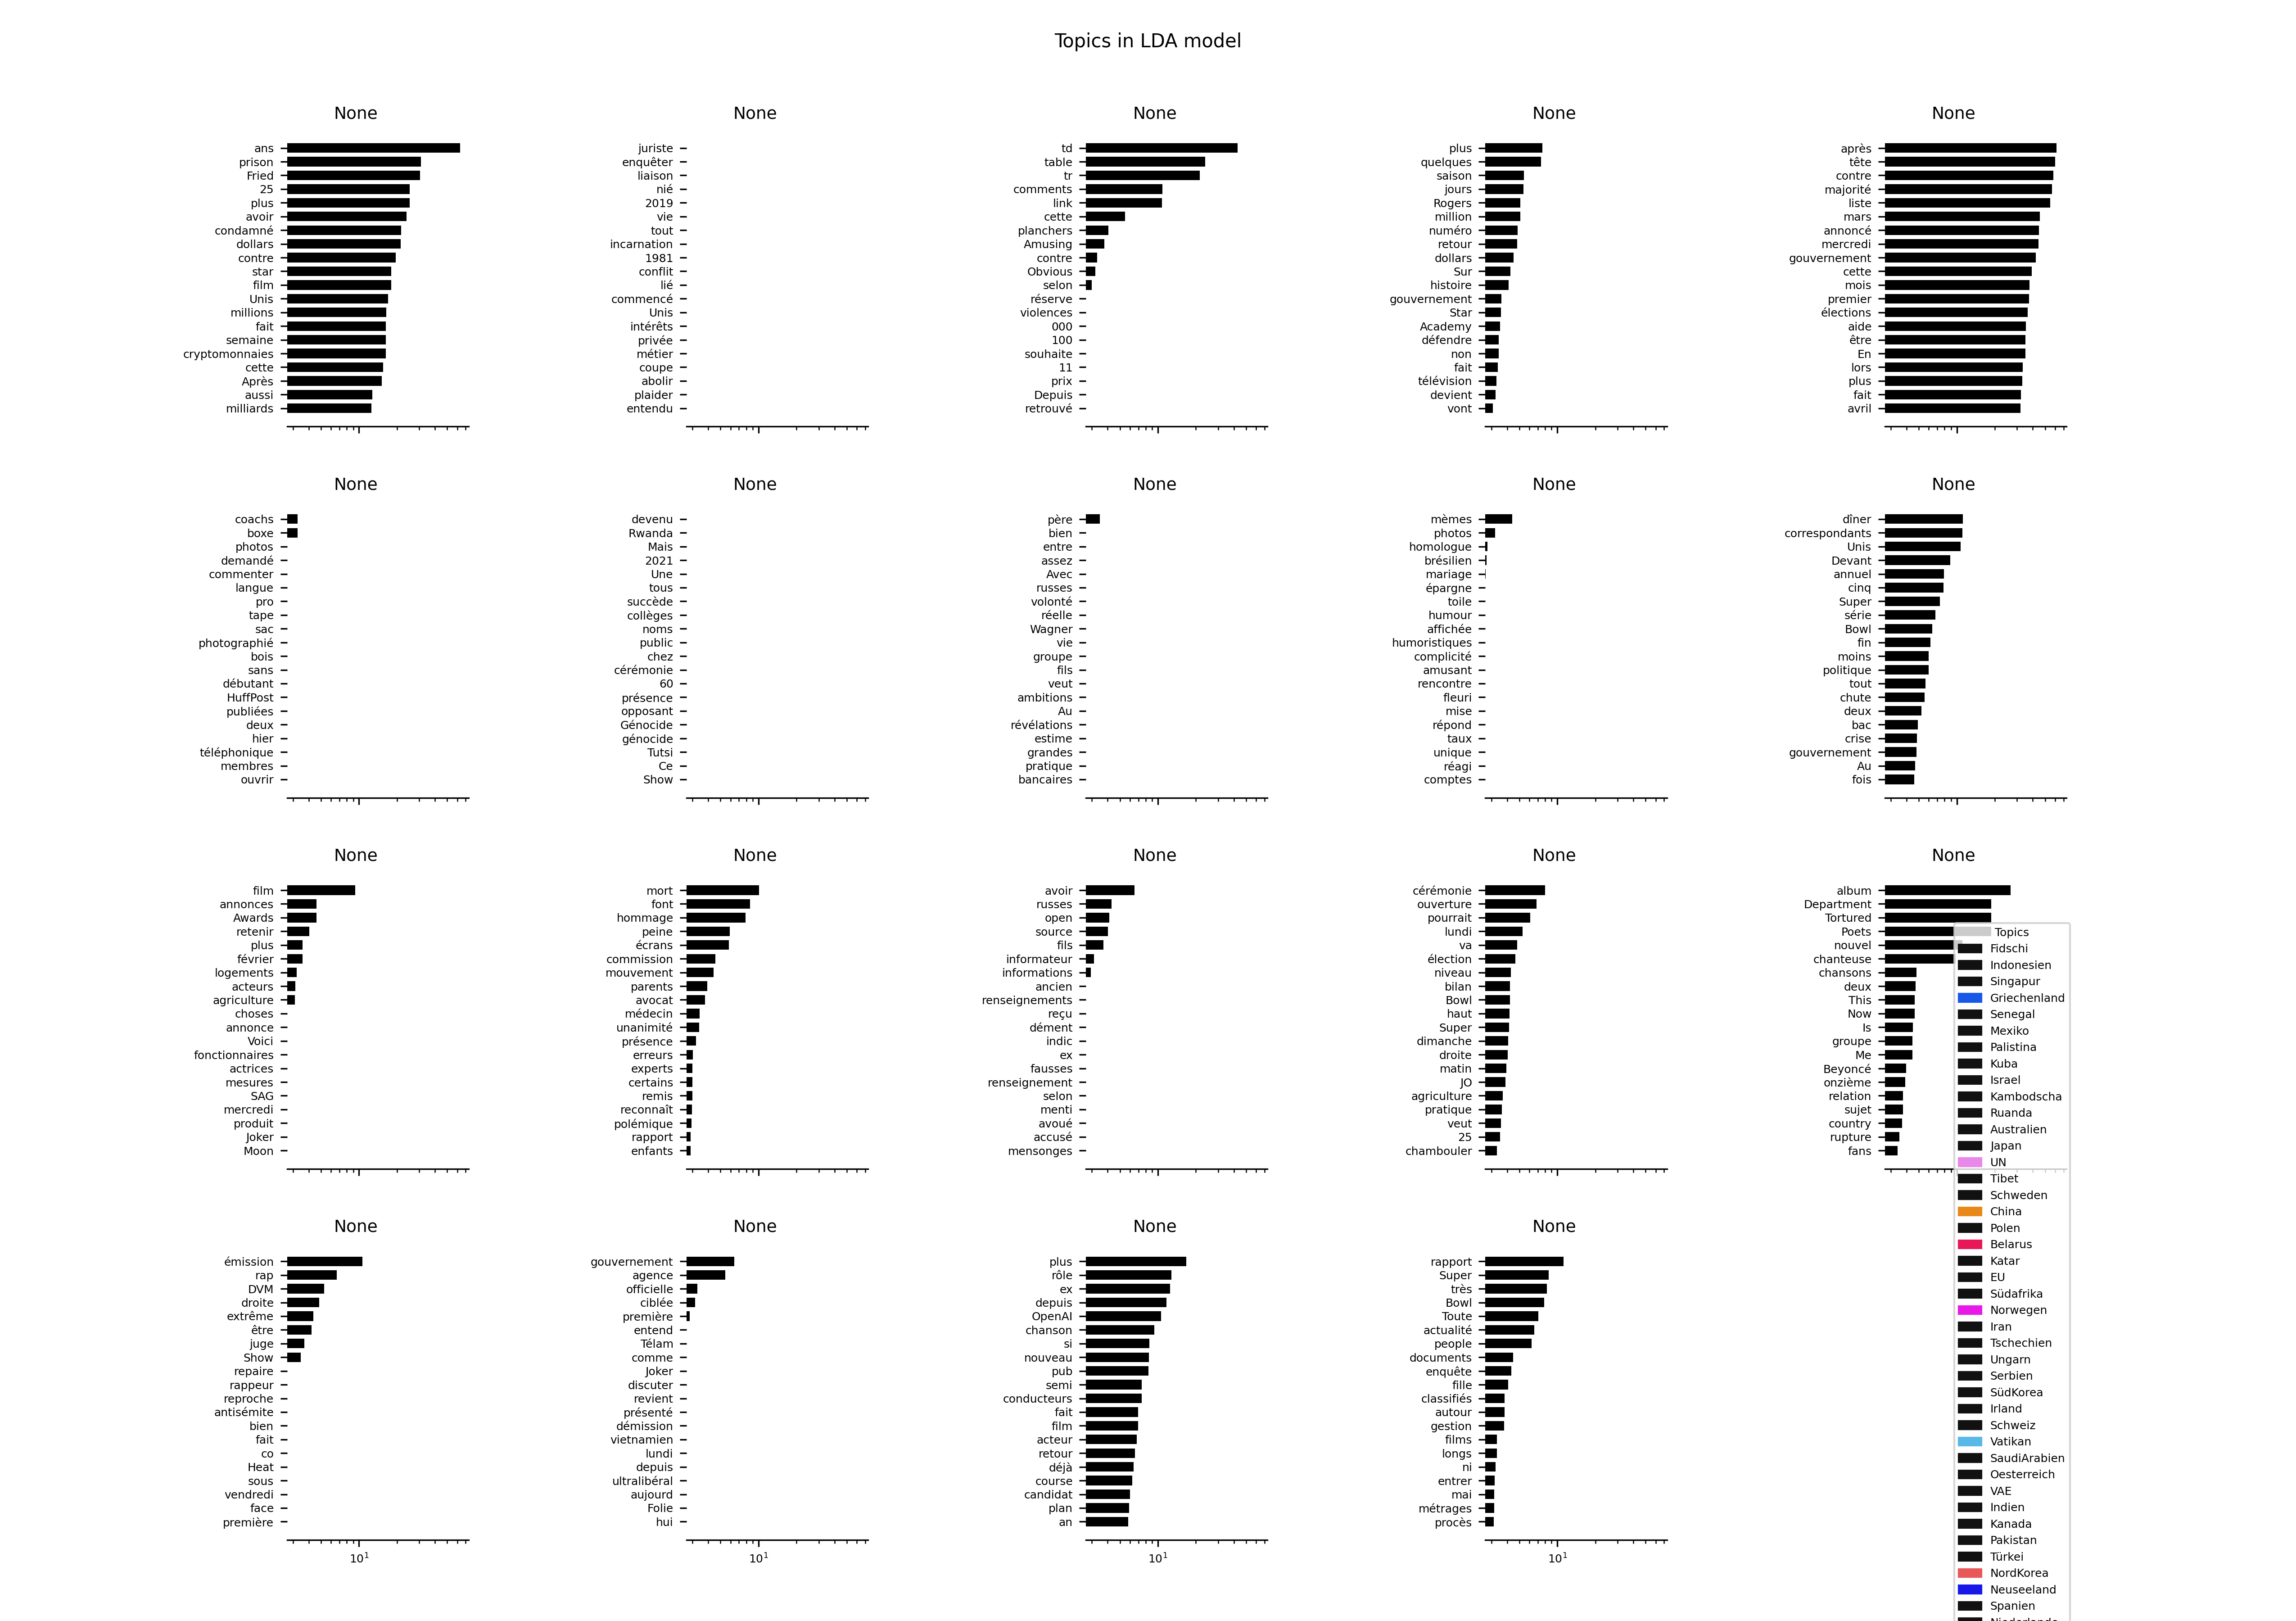 Topics in LDA model
None
ans
prison
Fried
25
plus
avoir
condamné
dollars
contre
star
film
Unis
millions
fait
semaine
cryptomonnaies
cette
Après
aussi
milliards
None
juriste
enquêter
liaison
nié
2019
vie
tout
incarnation
1981
conflit
lié
commencé
Unis
intérêts
privée
métier
coupe
abolir
plaider
entendu
None
td
table
tr
comments
link
cette
planchers
Amusing
contre
Obvious
selon
réserve
violences
000
100
souhaite
11
prix
Depuis
retrouvé
None
plus
quelques
saison
jours
Rogers
million
numéro
retour
dollars
Sur
histoire
gouvernement
Star
Academy
défendre
non
fait
télévision
devient
vont
None
après
tête
contre
majorité
liste
mars
annoncé
mercredi
gouvernement
cette
mois
premier
élections
aide
être
En
lors
plus
fait
avril
None
coachs
boxe
photos
demandé
commenter
langue
pro
tape
sac
photographié
bois
sans
débutant
HuffPost
publiées
deux
hier
téléphonique
membres
ouvrir
None
devenu
Rwanda
Mais
2021
Une
tous
succède
collèges
noms
public
chez
cérémonie
60
présence
opposant
Génocide
génocide
Tutsi
Ce
Show
None
père
bien
entre
assez
Avec
russes
volonté
réelle
Wagner
vie
groupe
fils
veut
ambitions
Au
révélations
estime
grandes
pratique
bancaires
None
mèmes
photos
homologue
brésilien
mariage
épargne
toile
humour
affichée
humoristiques
complicité
amusant
rencontre
fleuri
mise
répond
taux
unique
réagi
comptes
None
dîner
correspondants
Unis
Devant
annuel
cinq
Super
série
Bowl
fin
moins
politique
tout
chute
deux
bac
crise
gouvernement
Au
fois
None
film
annonces
Awards
retenir
plus
février
logements
acteurs
agriculture
choses
annonce
Voici
fonctionnaires
actrices
mesures
SAG
mercredi
produit
Joker
Moon
None
mort
font
hommage
peine
écrans
commission
mouvement
parents
avocat
médecin
unanimité
présence
erreurs
experts
certains
remis
reconnaît
polémique
rapport
enfants
None
avoir
russes
open
source
fils
informateur
informations
ancien
renseignements
reçu
dément
indic
ex
fausses
renseignement
selon
menti
avoué
accusé
mensonges
None
cérémonie
ouverture
pourrait
lundi
va
élection
niveau
bilan
Bowl
haut
Super
dimanche
droite
matin
JO
agriculture
pratique
veut
25
chambouler
None
album
Department
Tortured
Poets
nouvel
chanteuse
chansons
deux
This
Now
Is
groupe
Me
Beyoncé
onzième
relation
sujet
country
rupture
fans
None
émission
rap
DVM
droite
extrême
être
juge
Show
repaire
rappeur
reproche
antisémite
bien
fait
co
Heat
sous
vendredi
face
première
10¹
None
gouvernement
agence
officielle
ciblée
première
entend
Télam
comme
Joker
discuter
revient
présenté
démission
vietnamien
lundi
depuis
ultralibéral
aujourd
Folie
hui
10¹
None
plus
rôle
ex
depuis
OpenAI
chanson
si
nouveau
pub
semi
conducteurs
fait
film
acteur
retour
déjà
course
candidat
plan
an
10¹
None
rapport
Super
très
Bowl
Toute
actualité
people
documents
enquête
fille
classifiés
autour
gestion
films
longs
ni
entrer
mai
métrages
procès
10¹
Topics
Fidschi
Indonesien
Singapur
Griechenland
Senegal
Mexiko
Palistina
Kuba
Israel
Kambodscha
Ruanda
Australien
Japan
UN
Tibet
Schweden
China
Polen
Belarus
Katar
EU
Südafrika
Norwegen
Iran
Tschechien
Ungarn
Serbien
SüdKorea
Irland
Schweiz
Vatikan
SaudiArabien
Oesterreich
VAE
Indien
Kanada
Pakistan
Türkei
NordKorea
Neuseeland
Spanien